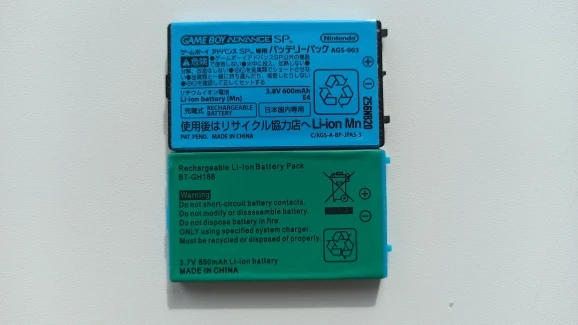 GAME BOY ADVANCE SP™ Nintendo®
ゲームボーイ アドバンス SP™ 専用 バッテリーパック AGS-003
危険
リチウムイオン電池 3.8V 600mAh
Li-ion battery (Mn) E4
充電式 RECHARGEABLE BATTERY 日本国内専用
使用後はリサイクル協力店へ Li-ion Mn
PAT. PEND. MADE IN CHINA C/AGS-A-BP-JPA5-3
2S6NB20
Rechargeable Li-Ion Battery Pack
BT-GH188
Warning
Do not short-circuit battery contacts.
Do not modify or disassemble battery.
Do not dispose battery in fire.
ONLY using specified system charger.
Must be recycled or disposed of properly.
3.7V 850mAh Li-ion battery
MADE IN CHINA